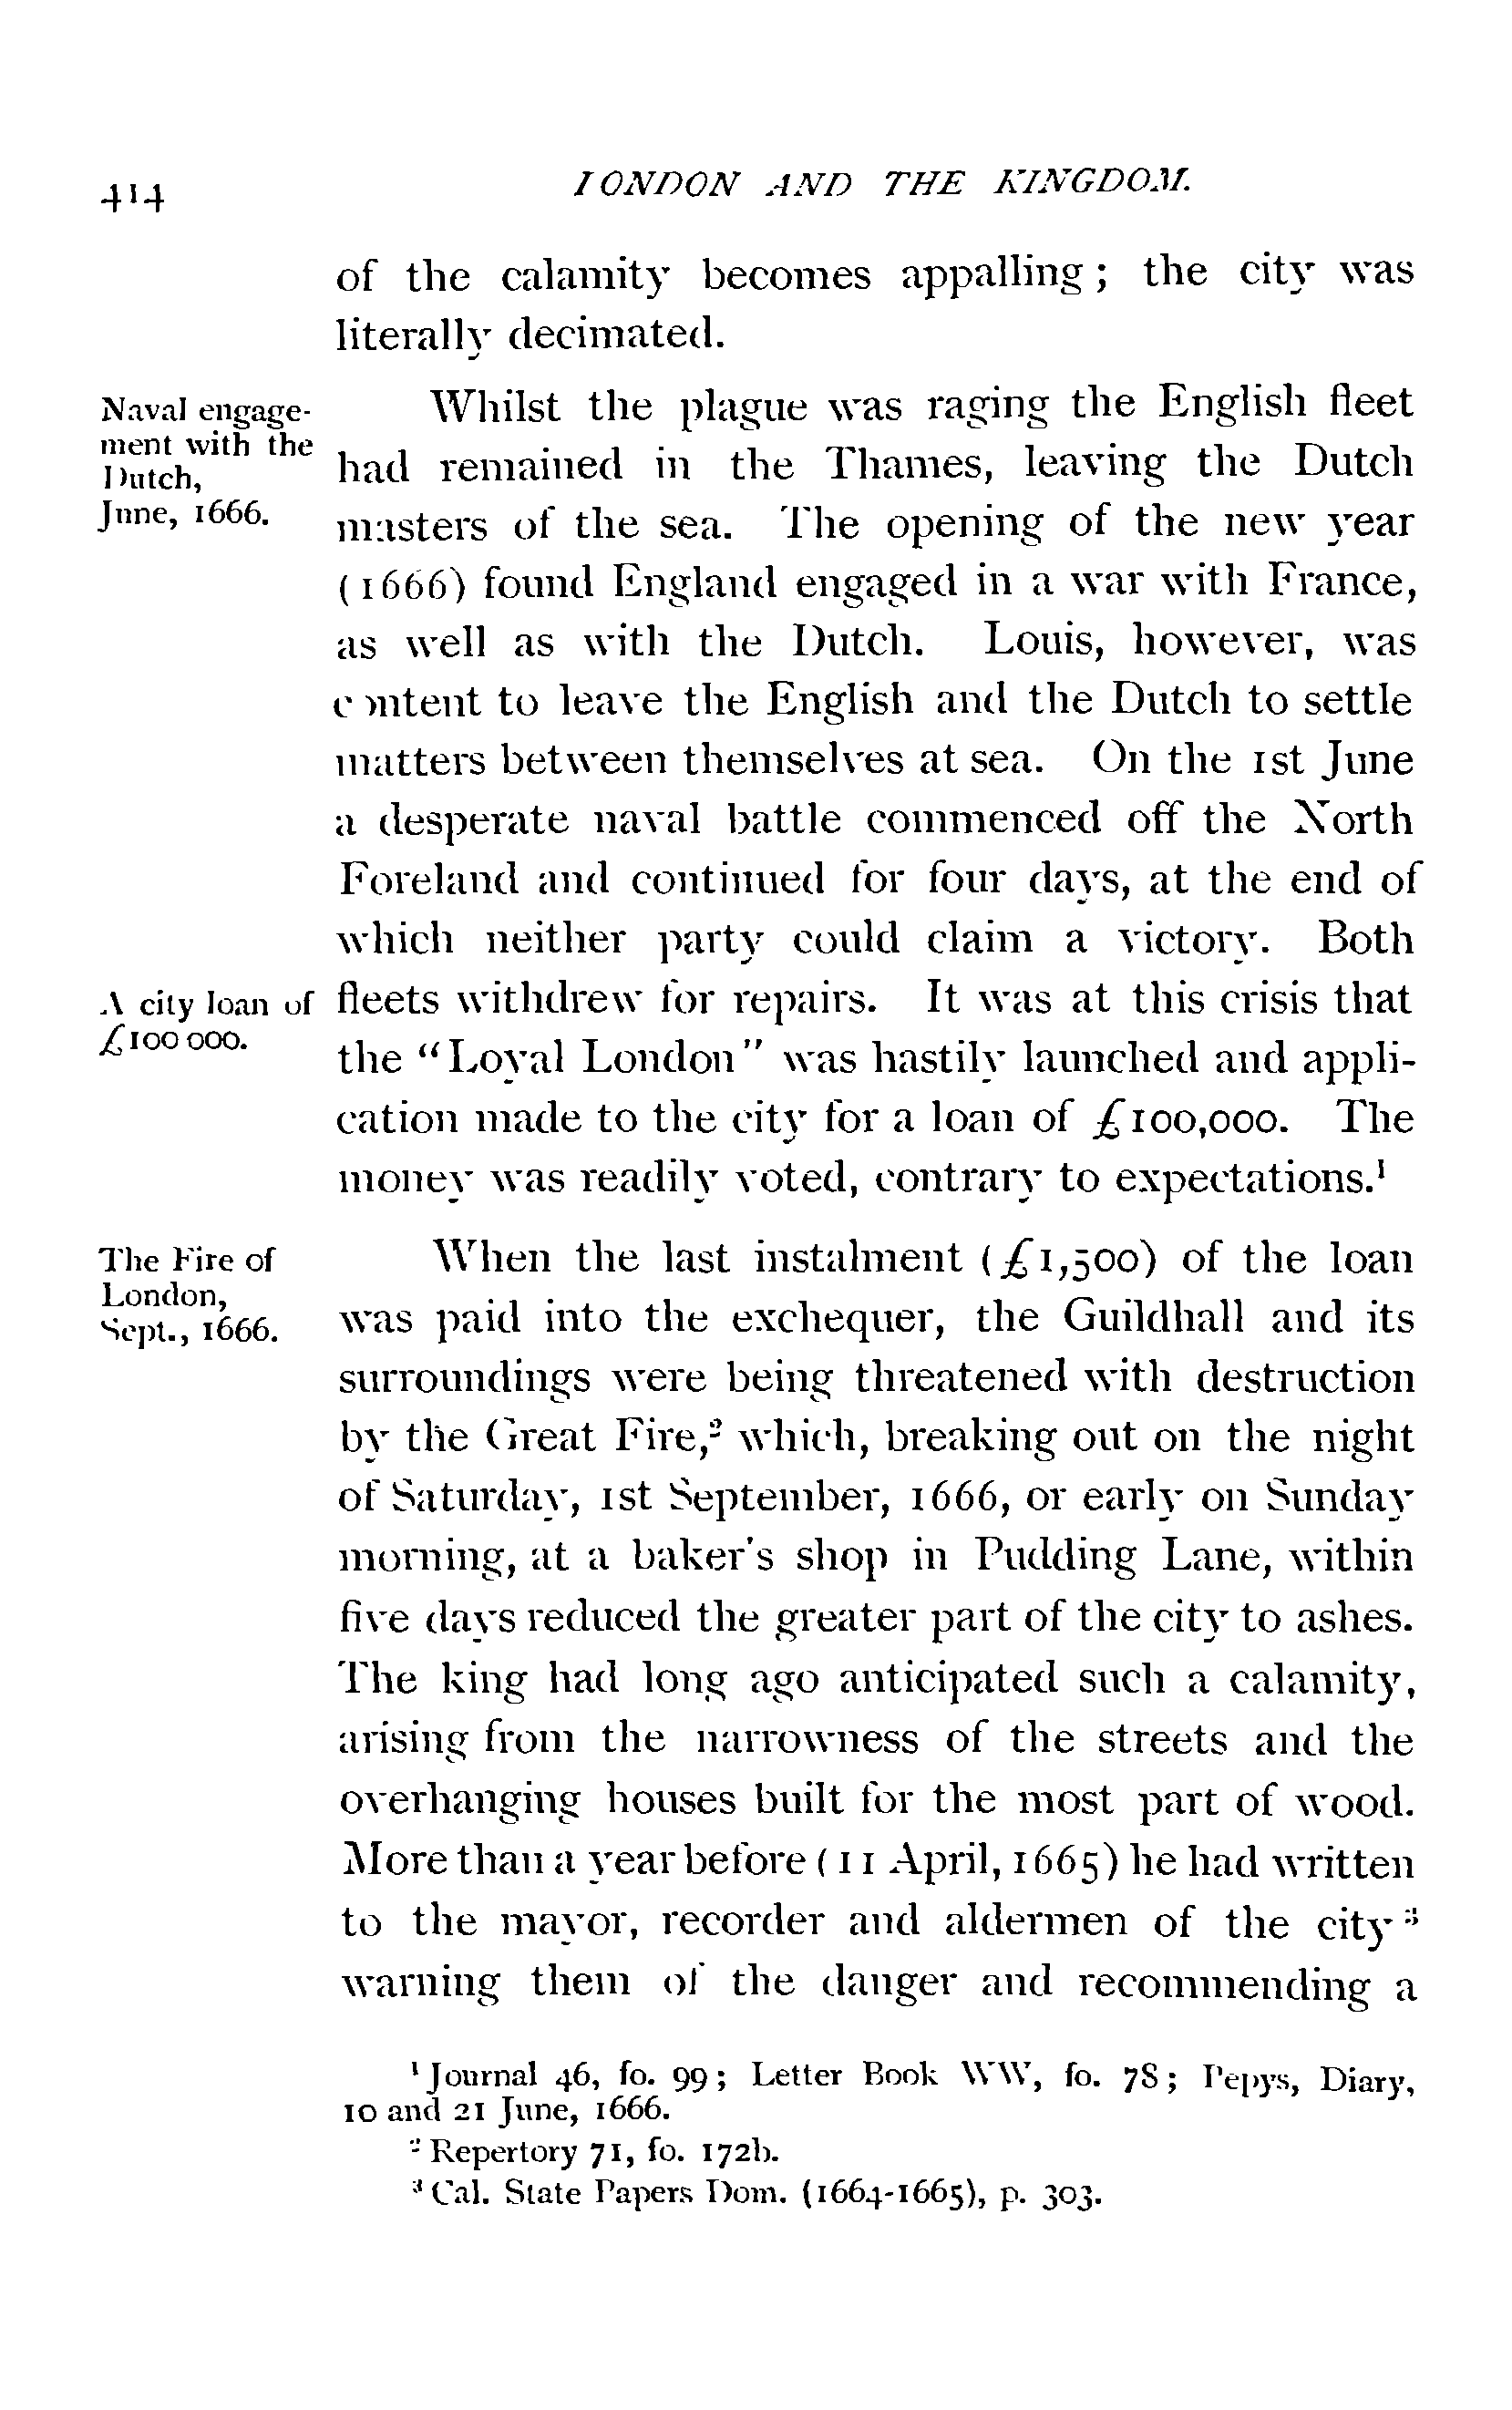 414
LONDON AND THE KINGDOM.
of the calamity becomes appalling; the city was
literally decimated.
Naval engage-
ment with the
Dutch,
June, 1666.
Whilst the plague was raging the English fleet
had remained in the Thames, leaving the Dutch
masters of the sea. The opening of the new year
(1666) found England engaged in a war with France,
as well as with the Dutch. Louis, however, was
content to leave the English and the Dutch to settle
matters between themselves at sea. On the 1st June
a desperate naval battle commenced off the North
Foreland and continued for four days, at the end of
which neither party could claim a victory. Both
A city loan of
£100 000.
fleets withdrew for repairs. It was at this crisis that
the "Loyal London" was hastily launched and appli-
cation made to the city for a loan of £100,000. The
money was readily voted, contrary to expectations.¹
The Fire of
London,
Sept., 1666.
When the last instalment (£1,500) of the loan
was paid into the exchequer, the Guildhall and its
surroundings were being threatened with destruction
by the Great Fire,² which, breaking out on the night
of Saturday, 1st September, 1666, or early on Sunday
morning, at a baker's shop in Pudding Lane, within
five days reduced the greater part of the city to ashes.
The king had long ago anticipated such a calamity,
arising from the narrowness of the streets and the
overhanging houses built for the most part of wood.
More than a year before (11 April, 1665) he had written
to the mayor, recorder and aldermen of the city³
warning them of the danger and recommending a
¹ Journal 46, fo. 99; Letter Book WW, fo. 78; Pepys, Diary,
10 and 21 June, 1666.
² Repertory 71, fo. 172b.
³ Cal. State Papers Dom. (1664-1665), p. 303.